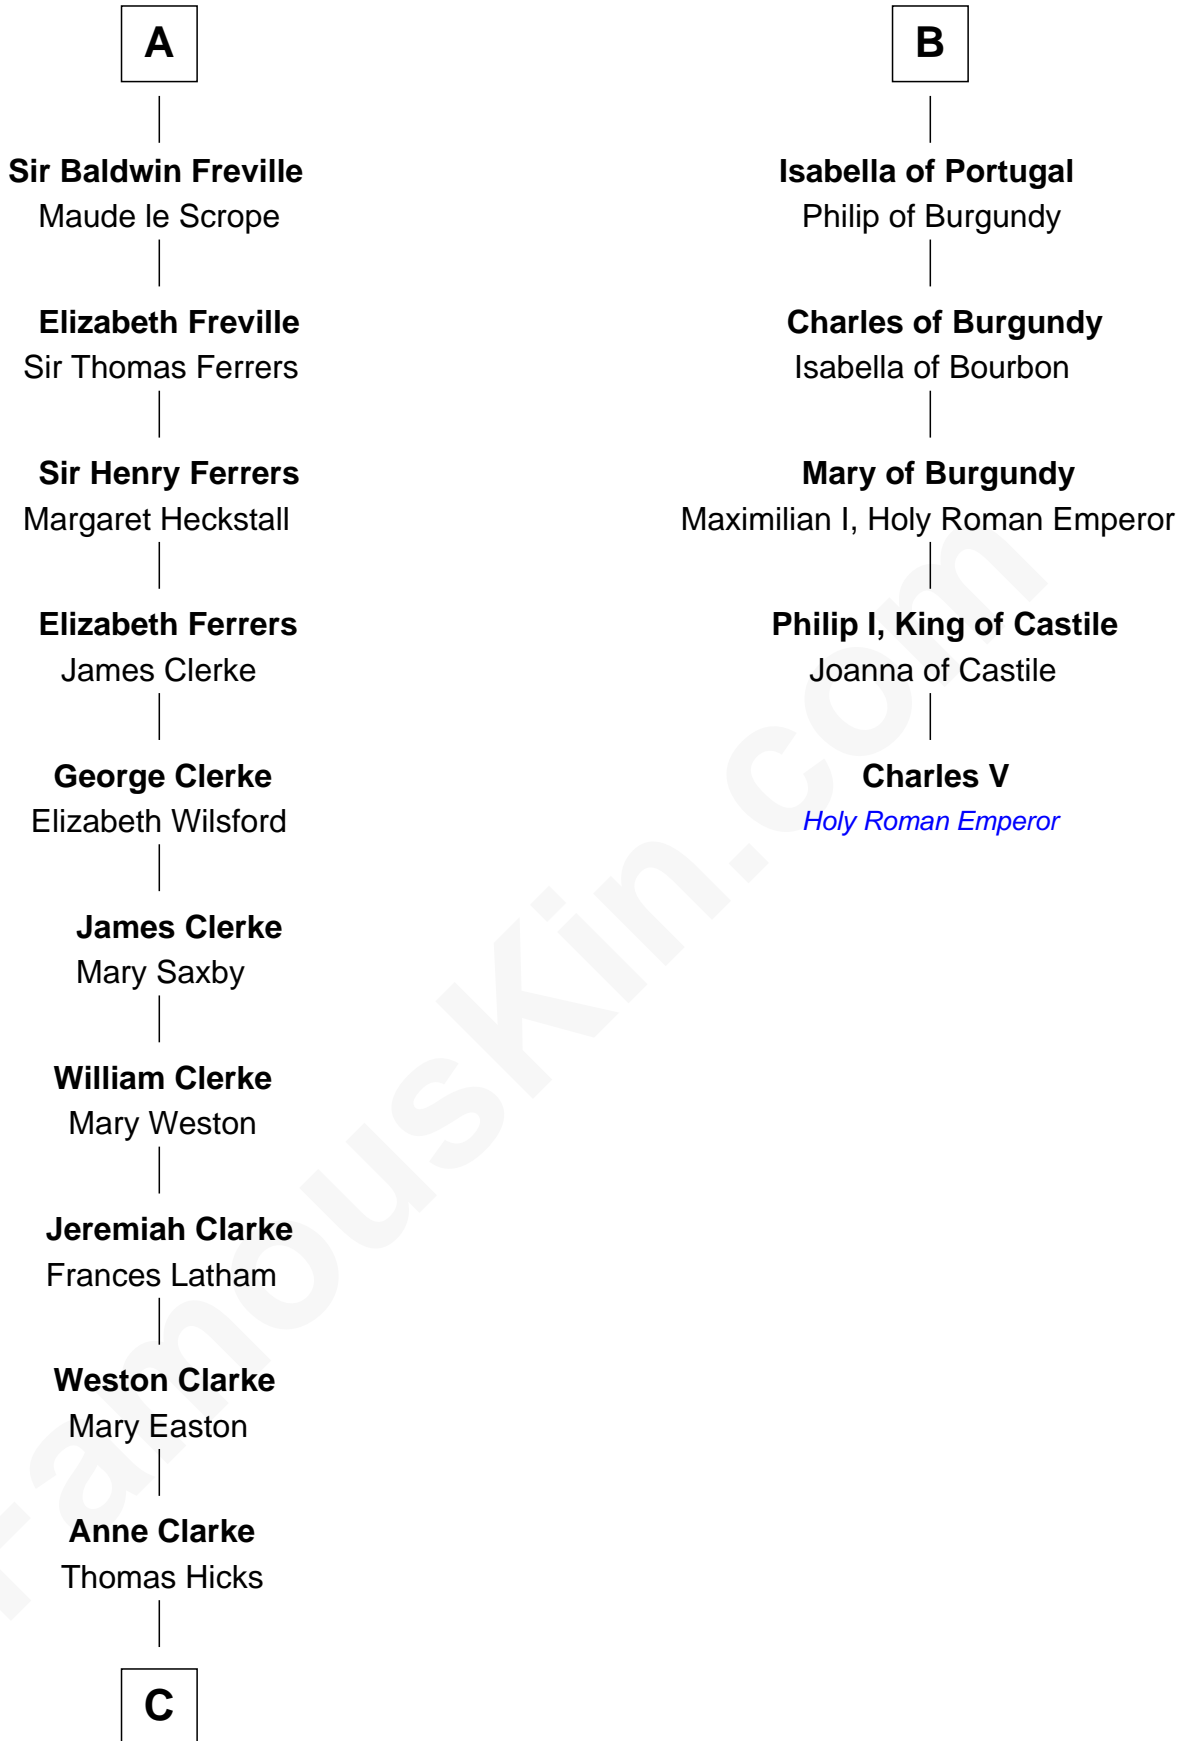 A
Sir Baldwin Freville
Maude le Scrope
Elizabeth Freville
Sir Thomas Ferrers
Sir Henry Ferrers
Margaret Heckstall
Elizabeth Ferrers
James Clerke
George Clerke
Elizabeth Wilsford
James Clerke
Mary Saxby
William Clerke
Mary Weston
Jeremiah Clarke
Frances Latham
Weston Clarke
Mary Easton
Anne Clarke
Thomas Hicks
C
B
Isabella of Portugal
Philip of Burgundy
Charles of Burgundy
Isabella of Bourbon
Mary of Burgundy
Maximilian I, Holy Roman Emperor
Philip I, King of Castile
Joanna of Castile
Charles V
Holy Roman Emperor
FamousKin.com